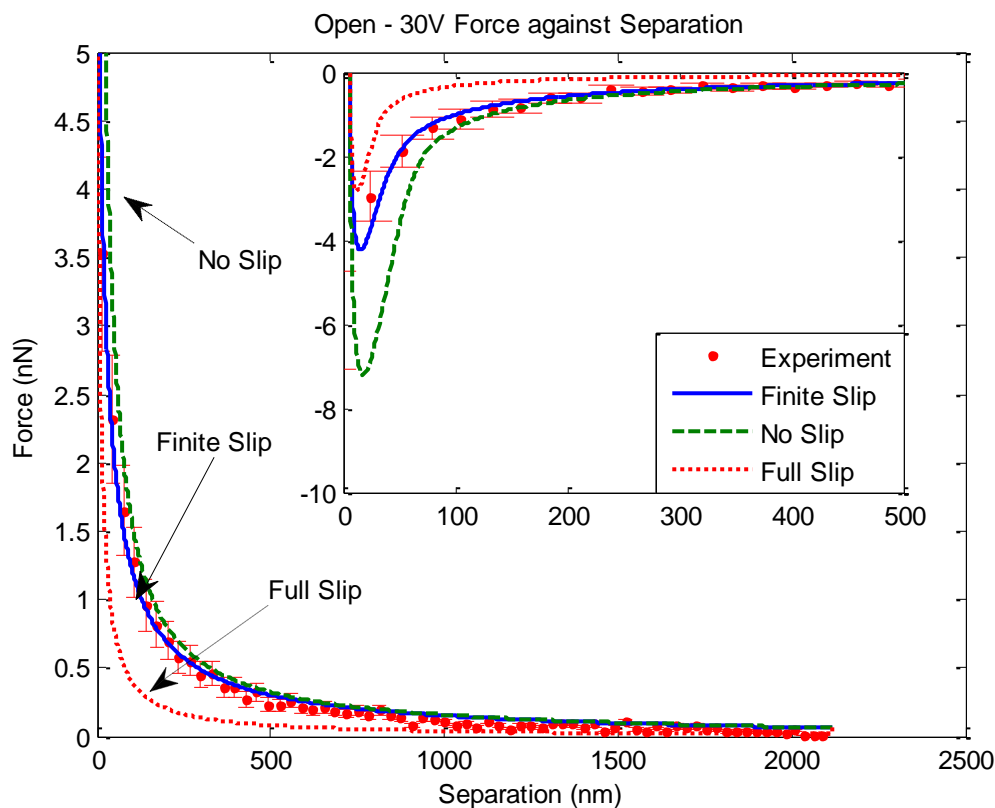 Open - 30V Force against Separation
5
4.5
4
3.5
3
2.5
2
1.5
1
0.5
0
Force (nN)
No Slip
Finite Slip
Full Slip
0
-2
-4
-6
-8
-10
0 100 200 300 400 500
Experiment
Finite Slip
No Slip
Full Slip
0 500 1000 1500 2000 2500
Separation (nm)